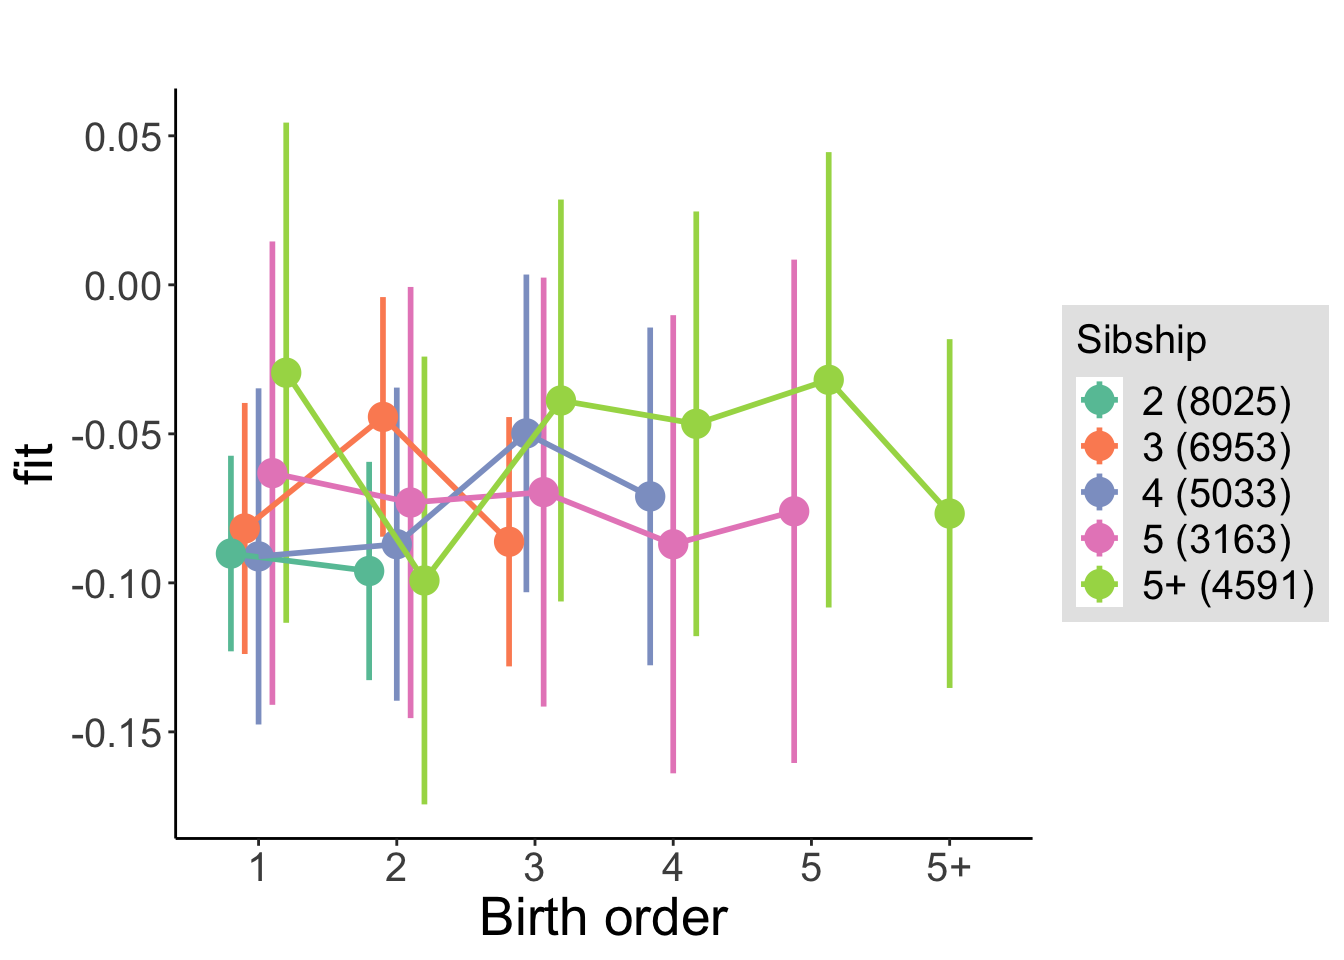 0.05
0.00
-0.05
-0.10
-0.15
fit
1 2 3 4 5 5+
Birth order
Sibship
2 (8025)
3 (6953)
4 (5033)
5 (3163)
5+ (4591)